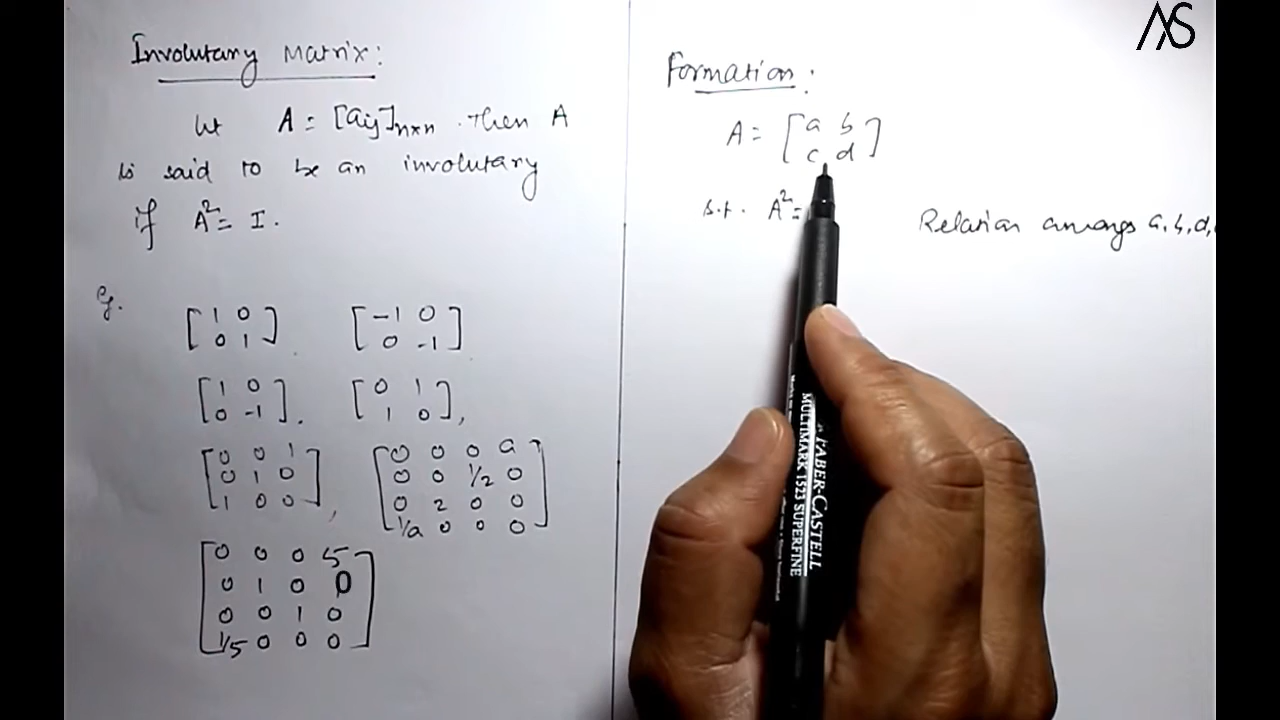 Involutary Matrix:
Let A = [aij]n×n. Then A
is said to be an involutary
if A² = I.
eg.
[1 0
0 1].
[-1 0
0 -1]
[1 0
0 -1].
[0 1
1 0],
[0 0 1
0 1 0
1 0 0],
[0 0 0 a
0 0 1/2 0
0 2 0 0
1/a 0 0 0]
[0 0 0 5
0 1 0 0
0 0 1 0
1/5 0 0 0]
AS
Formation:
A = [a b
c d]
s.t. A² =
Relation amongs a, b, d,
FABER-CASTELL
MULTIMARK 1523 SUPERFINE